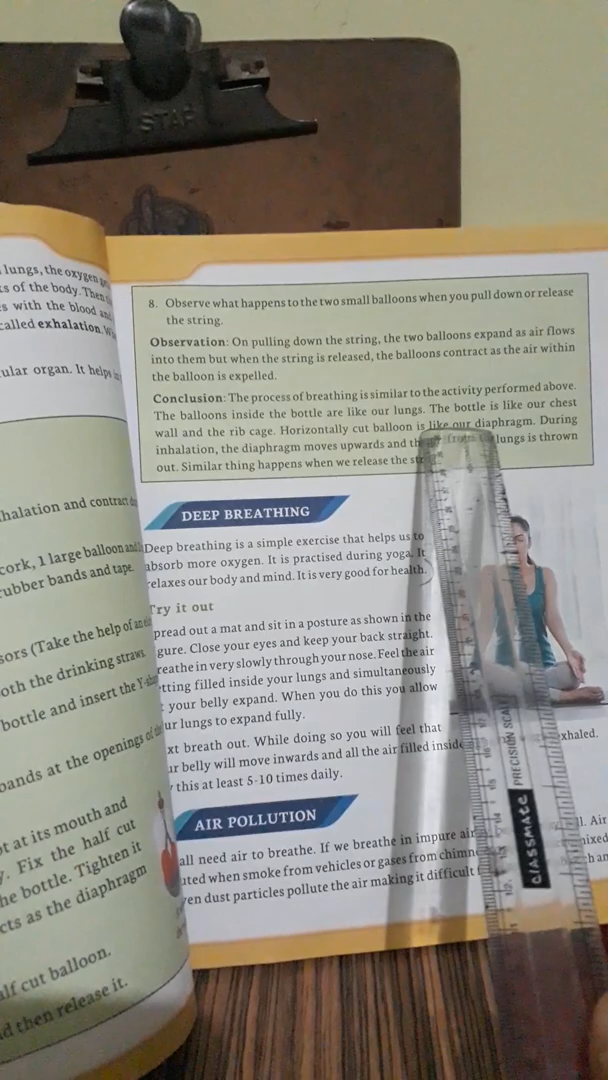 STAR
lungs, the oxygen
s of the body. Then
s with the blood and
called exhalation.
ular organ. It helps
halation and contract
cork, 1 large balloon and
rubber bands and tape.
sors (Take the help of an
oth the drinking straws.
bottle and insert the Y-
bands at the openings of
at its mouth and
Fix the half cut
he bottle. Tighten it
cts as the diaphragm
alf cut balloon.
d then release it.
8. Observe what happens to the two small balloons when you pull down or release
the string.
Observation: On pulling down the string, the two balloons expand as air flows
into them but when the string is released, the balloons contract as the air within
the balloon is expelled.
Conclusion: The process of breathing is similar to the activity performed above.
The balloons inside the bottle are like our lungs. The bottle is like our chest
wall and the rib cage. Horizontally cut balloon is like our diaphragm. During
inhalation, the diaphragm moves upwards and the from lungs is thrown
out. Similar thing happens when we release the
DEEP BREATHING
Deep breathing is a simple exercise that helps us to
absorb more oxygen. It is practised during yoga. It
relaxes our body and mind. It is very good for health.
Try it out
pread out a mat and sit in a posture as shown in the
gure. Close your eyes and keep your back straight.
reathe in very slowly through your nose. Feel the air
etting filled inside your lungs and simultaneously
your belly expand. When you do this you allow
ur lungs to expand fully.
xt breath out. While doing so you will feel that
ur belly will move inwards and all the air filled inside xhaled.
this at least 5-10 times daily.
AIR POLLUTION
all need air to breathe. If we breathe in impure air ll. Air
uted when smoke from vehicles or gases from chimn nixed
ven dust particles pollute the air making it difficult
classmate PRECISION SCALE